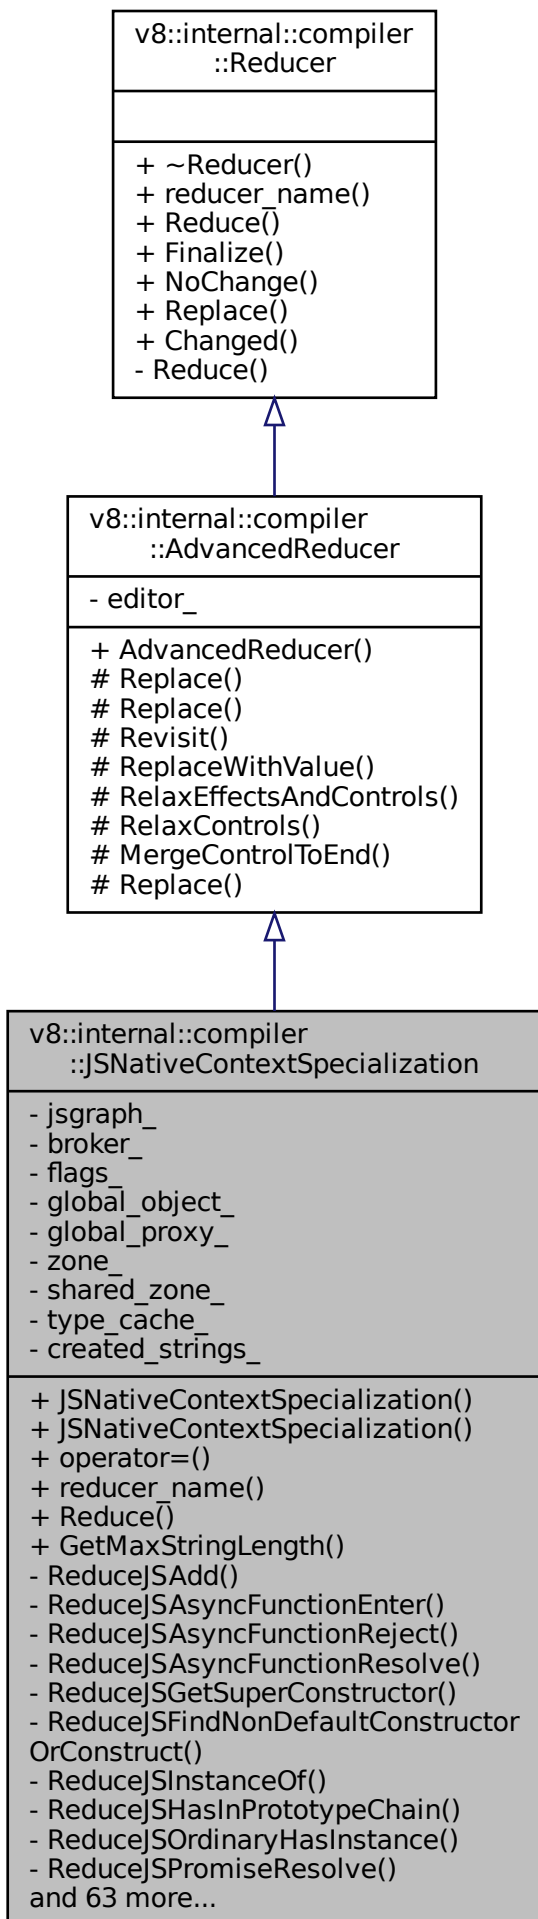 v8::internal::compiler
::Reducer
+ ~Reducer()
+ reducer_name()
+ Reduce()
+ Finalize()
+ NoChange()
+ Replace()
+ Changed()
- Reduce()
v8::internal::compiler
::AdvancedReducer
- editor_
+ AdvancedReducer()
# Replace()
# Replace()
# Revisit()
# ReplaceWithValue()
# RelaxEffectsAndControls()
# RelaxControls()
# MergeControlToEnd()
# Replace()
v8::internal::compiler
::JSNativeContextSpecialization
- jsgraph_
- broker_
- flags_
- global_object_
- global_proxy_
- zone_
- shared_zone_
- type_cache_
- created_strings_
+ JSNativeContextSpecialization()
+ JSNativeContextSpecialization()
+ operator=()
+ reducer_name()
+ Reduce()
+ GetMaxStringLength()
- ReduceJSAdd()
- ReduceJSAsyncFunctionEnter()
- ReduceJSAsyncFunctionReject()
- ReduceJSAsyncFunctionResolve()
- ReduceJSGetSuperConstructor()
- ReduceJSFindNonDefaultConstructor
OrConstruct()
- ReduceJSInstanceOf()
- ReduceJSHasInPrototypeChain()
- ReduceJSOrdinaryHasInstance()
- ReduceJSPromiseResolve()
and 63 more...